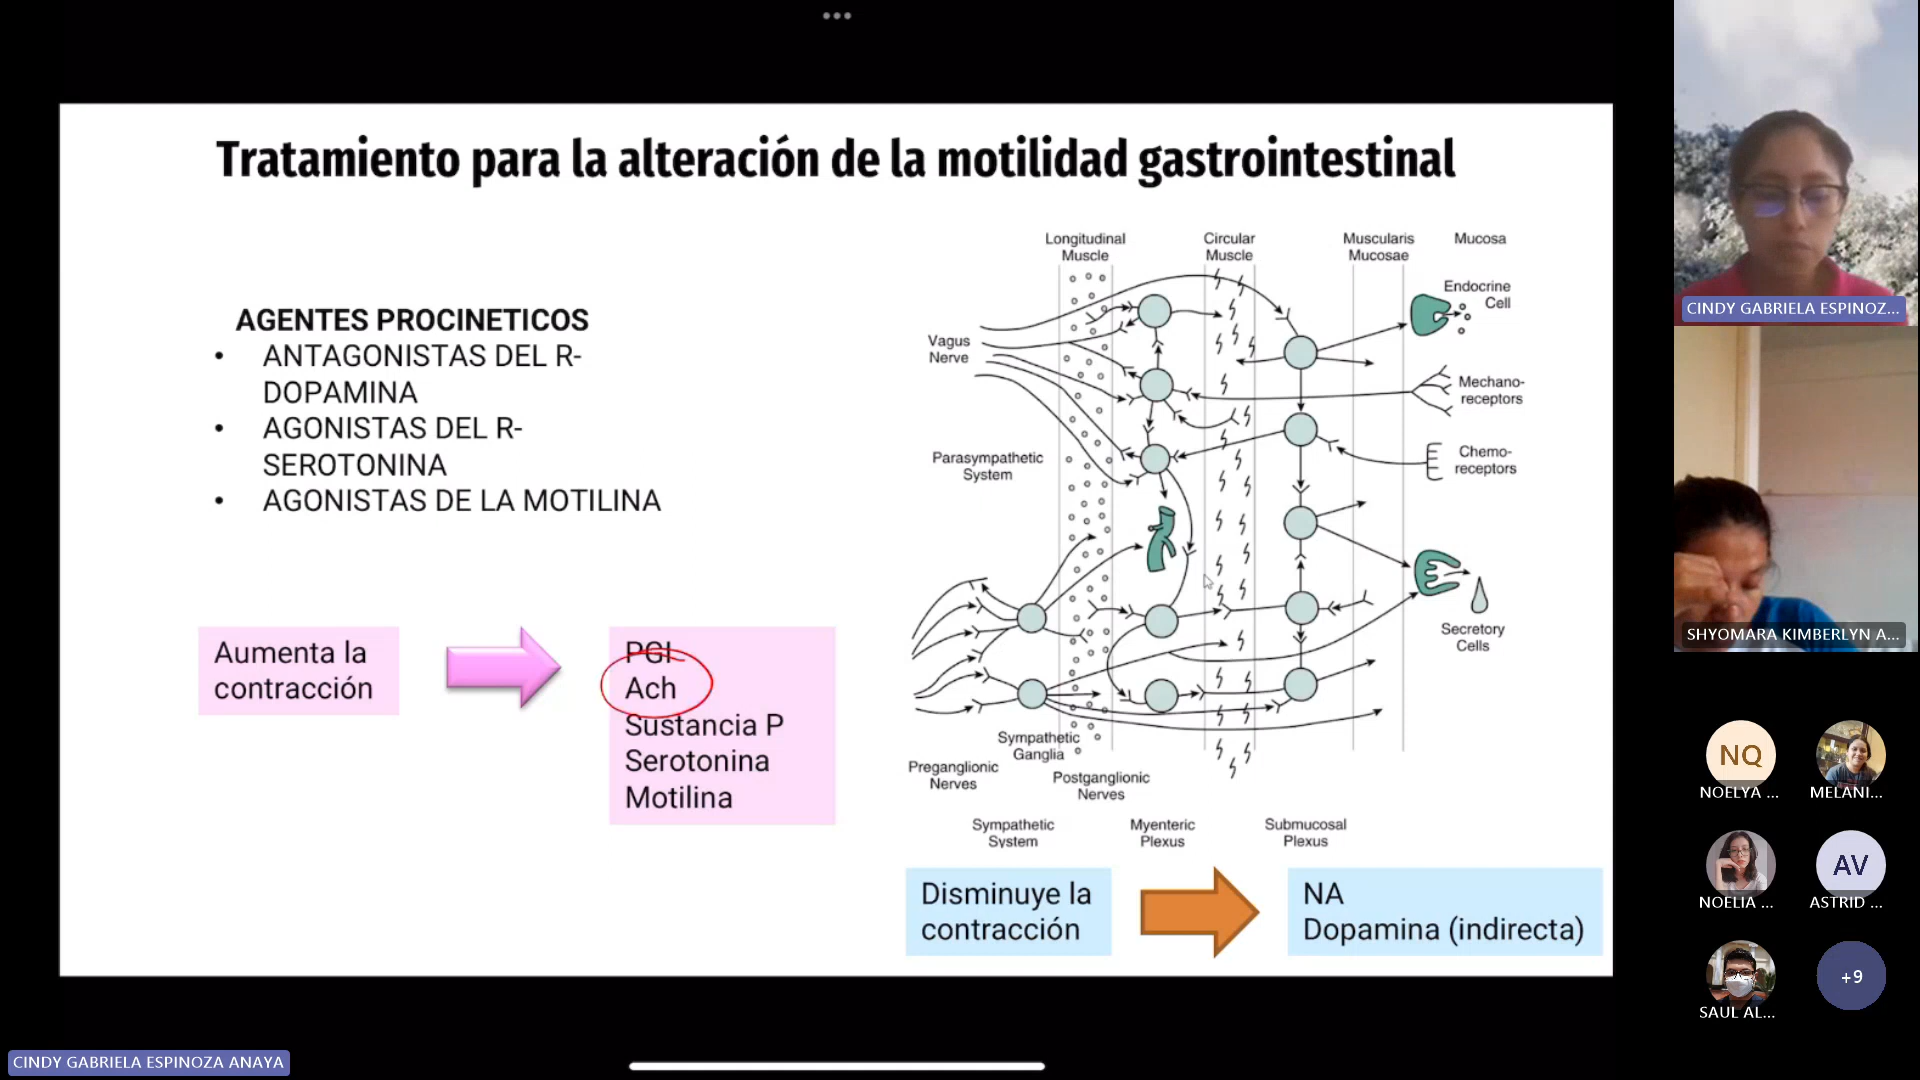 Tratamiento para la alteración de la motilidad gastrointestinal
AGENTES PROCINETICOS
• ANTAGONISTAS DEL R-
DOPAMINA
• AGONISTAS DEL R-
SEROTONINA
• AGONISTAS DE LA MOTILINA
Aumenta la
contracción
PGI
Ach
Sustancia P
Serotonina
Motilina
Longitudinal
Muscle
Circular
Muscle
Muscularis
Mucosae
Mucosa
Endocrine
Cell
Vagus
Nerve
Mechano-
receptors
Parasympathetic
System
Chemo-
receptors
Secretory
Cells
Sympathetic
Ganglia
Preganglionic
Nerves
Postganglionic
Nerves
Sympathetic
System
Myenteric
Plexus
Submucosal
Plexus
Disminuye la
contracción
NA
Dopamina (indirecta)
CINDY GABRIELA ESPINOZ...
SHYOMARA KIMBERLYN A...
NQ
NOELYA ...
MELANI...
NOELIA ...
AV
ASTRID ...
SAUL AL...
+9
CINDY GABRIELA ESPINOZA ANAYA